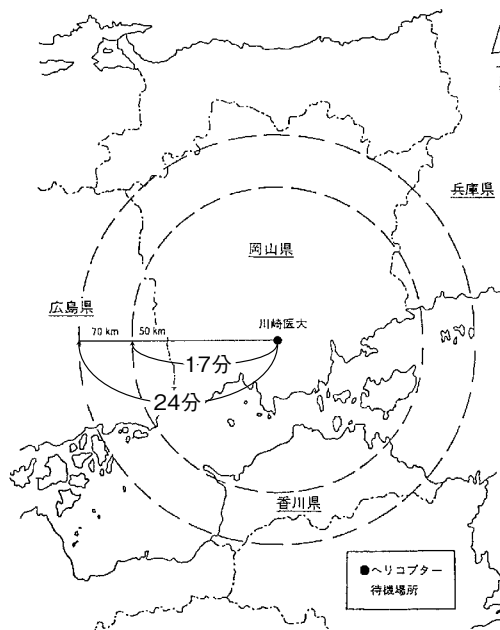 兵庫県
岡山県
広島県
川崎医大
70 km
50 km
17分
24分
香川県
●ヘリコプター
待機場所